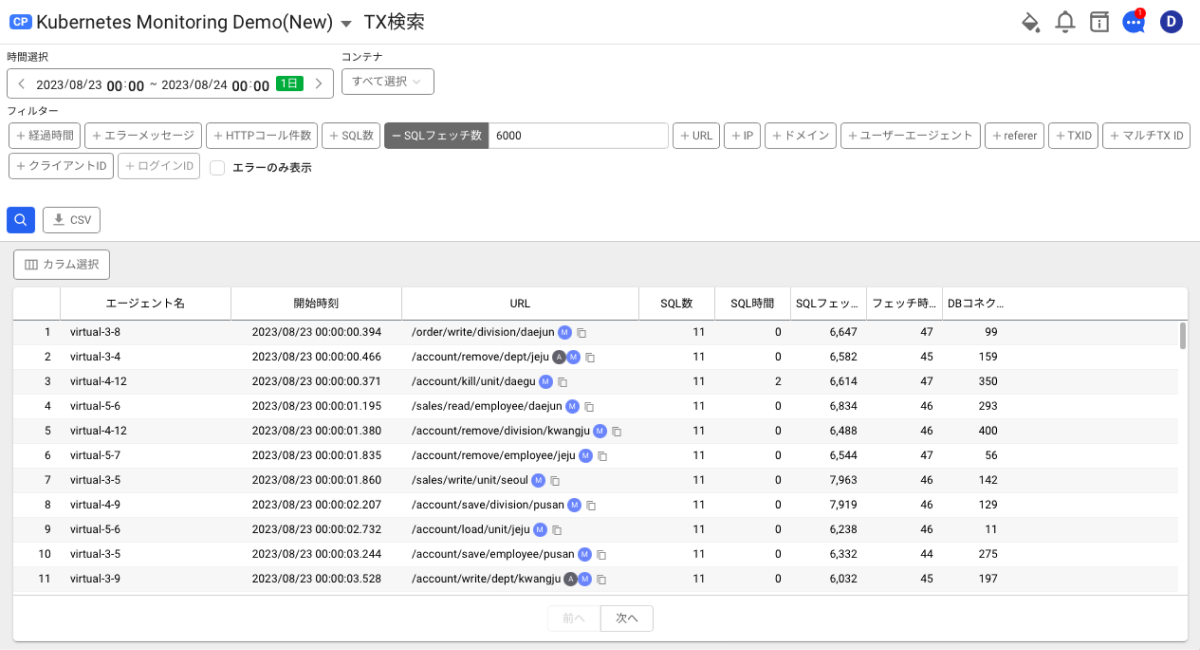 CP Kubernetes Monitoring Demo(New) TX検索 1 D
時間選択 コンテナ
2023/08/23 00:00 ~ 2023/08/24 00:00 1日 すべて選択
フィルター
+ 経過時間 + エラーメッセージ + HTTPコール件数 + SQL数 − SQLフェッチ数 6000 + URL + IP + ドメイン + ユーザーエージェント + referer + TXID + マルチTX ID
+ クライアントID + ログインID エラーのみ表示
CSV
カラム選択
エージェント名 開始時刻 URL SQL数 SQL時間 SQLフェッ... フェッチ時... DBコネク...
1 virtual-3-8 2023/08/23 00:00:00.394 /order/write/division/daejun M 11 0 6,647 47 99
2 virtual-3-4 2023/08/23 00:00:00.466 /account/remove/dept/jeju A M 11 0 6,582 45 159
3 virtual-4-12 2023/08/23 00:00:00.371 /account/kill/unit/daegu M 11 2 6,614 47 350
4 virtual-5-6 2023/08/23 00:00:01.195 /sales/read/employee/daejun M 11 0 6,834 46 293
5 virtual-4-12 2023/08/23 00:00:01.380 /account/remove/division/kwangju M 11 0 6,488 46 400
6 virtual-5-7 2023/08/23 00:00:01.835 /account/remove/employee/jeju M 11 0 6,544 47 56
7 virtual-3-5 2023/08/23 00:00:01.860 /sales/write/unit/seoul M 11 0 7,963 46 142
8 virtual-4-9 2023/08/23 00:00:02.207 /account/save/division/pusan M 11 0 7,919 46 129
9 virtual-5-6 2023/08/23 00:00:02.732 /account/load/unit/jeju M 11 0 6,238 46 11
10 virtual-3-5 2023/08/23 00:00:03.244 /account/save/employee/pusan M 11 0 6,332 44 275
11 virtual-3-9 2023/08/23 00:00:03.528 /account/write/dept/kwangju A M 11 0 6,032 45 197
前へ 次へ